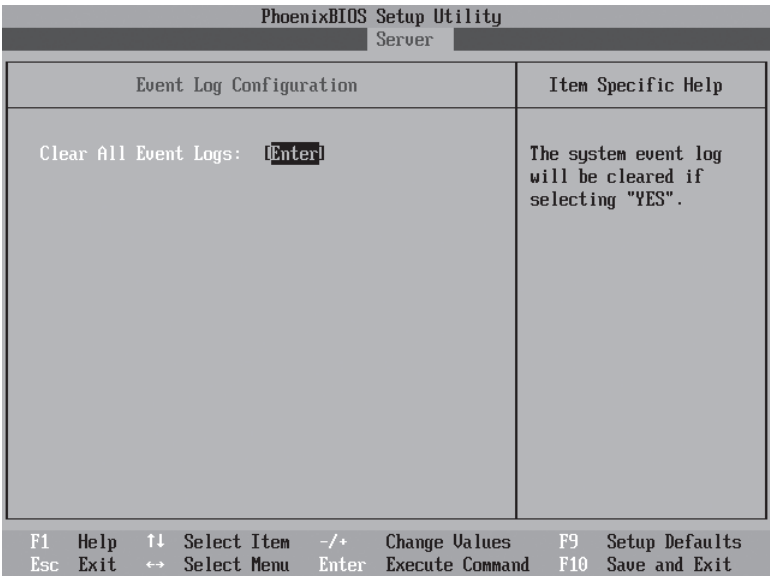 PhoenixBIOS Setup Utility
Server
Event Log Configuration
Item Specific Help
Clear All Event Logs: [Enter]
The system event log
will be cleared if
selecting "YES".
F1 Help ↑↓ Select Item -/+ Change Values F9 Setup Defaults
Esc Exit ↔ Select Menu Enter Execute Command F10 Save and Exit